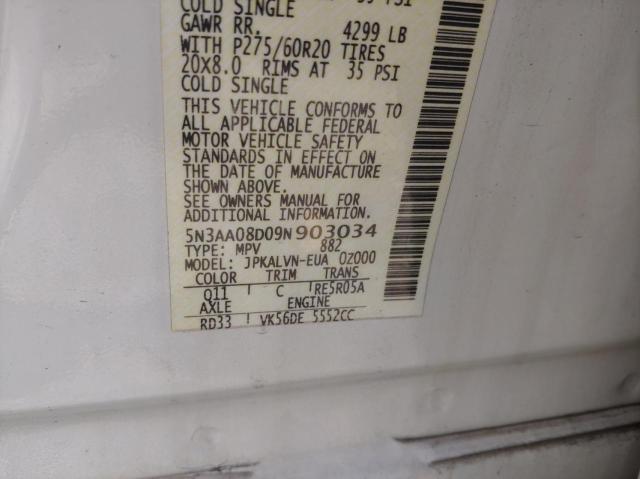 COLD SINGLE
GAWR RR. 4299 LB
WITH P275/60R20 TIRES
20X8.0 RIMS AT 35 PSI
COLD SINGLE
THIS VEHICLE CONFORMS TO
ALL APPLICABLE FEDERAL
MOTOR VEHICLE SAFETY
STANDARDS IN EFFECT ON
THE DATE OF MANUFACTURE
SHOWN ABOVE.
SEE OWNERS MANUAL FOR
ADDITIONAL INFORMATION.
5N3AA08D09N903034
TYPE: MPV 882
MODEL: JPKALVN-EUA OZ000
COLOR TRIM TRANS
Q11 C RE5R05A
AXLE ENGINE
RD33 VK56DE 5552CC